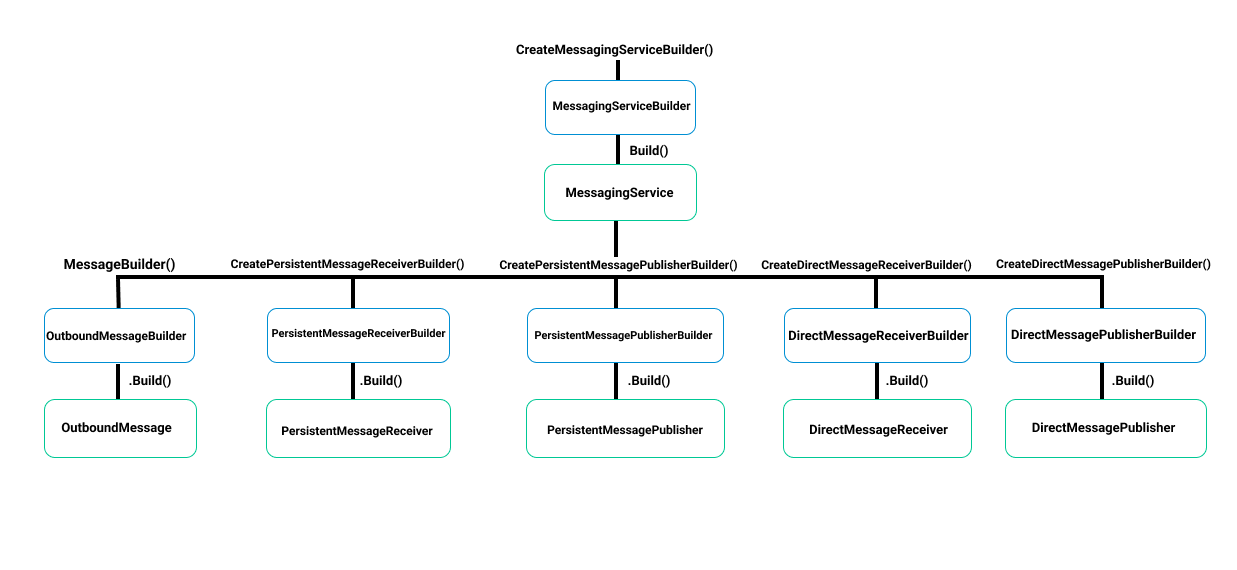 CreateMessagingServiceBuilder()
MessagingServiceBuilder
Build()
MessagingService
MessageBuilder()
CreatePersistentMessageReceiverBuilder()
CreatePersistentMessagePublisherBuilder()
CreateDirectMessageReceiverBuilder()
CreateDirectMessagePublisherBuilder()
OutboundMessageBuilder
PersistentMessageReceiverBuilder
PersistentMessagePublisherBuilder
DirectMessageReceiverBuilder
DirectMessagePublisherBuilder
.Build()
.Build()
.Build()
.Build()
.Build()
OutboundMessage
PersistentMessageReceiver
PersistentMessagePublisher
DirectMessageReceiver
DirectMessagePublisher